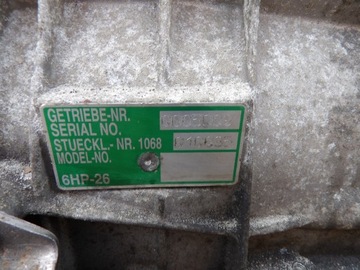 GETRIEBE-NR.
SERIAL NO.
STUECKL.- NR. 1068
MODEL-NO.
6HP-26